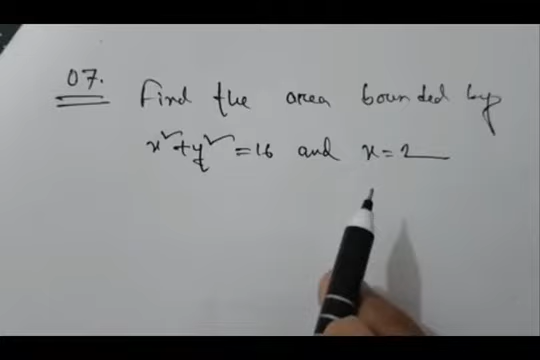 07. Find the area bounded by
x²+y²=16 and x=2